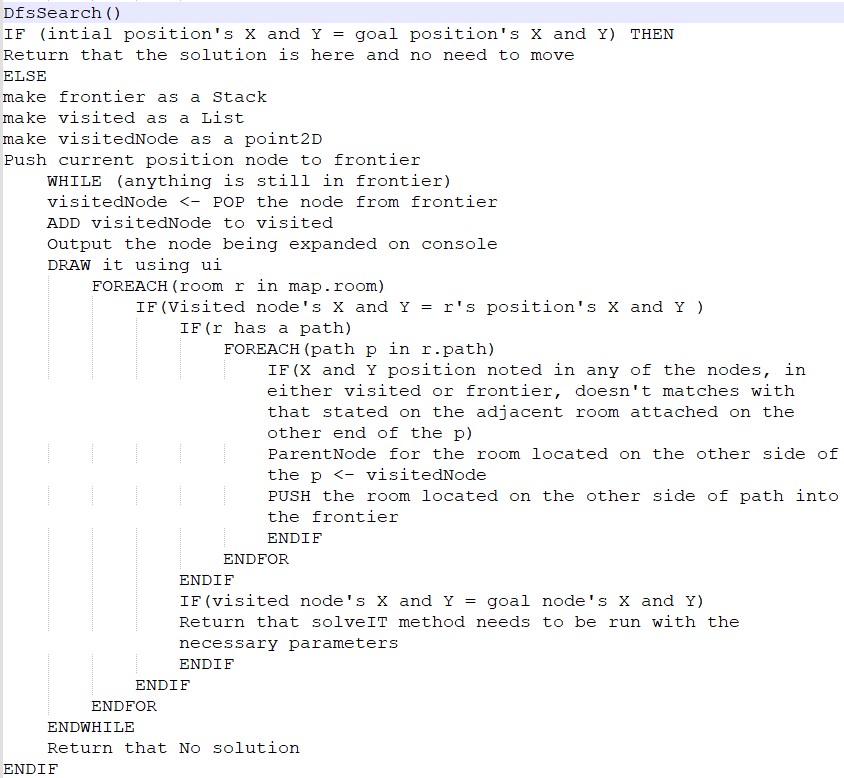 DfsSearch()
IF (intial position's X and Y = goal position's X and Y) THEN
Return that the solution is here and no need to move
ELSE
make frontier as a Stack
make visited as a List
make visitedNode as a point2D
Push current position node to frontier
WHILE (anything is still in frontier)
visitedNode <- POP the node from frontier
ADD visitedNode to visited
Output the node being expanded on console
DRAW it using ui
FOREACH(room r in map.room)
IF(Visited node's X and Y = r's position's X and Y )
IF(r has a path)
FOREACH(path p in r.path)
IF(X and Y position noted in any of the nodes, in
either visited or frontier, doesn't matches with
that stated on the adjacent room attached on the
other end of the p)
ParentNode for the room located on the other side of
the p <- visitedNode
PUSH the room located on the other side of path into
the frontier
ENDIF
ENDFOR
ENDIF
IF(visited node's X and Y = goal node's X and Y)
Return that solveIT method needs to be run with the
necessary parameters
ENDIF
ENDIF
ENDFOR
ENDWHILE
Return that No solution
ENDIF